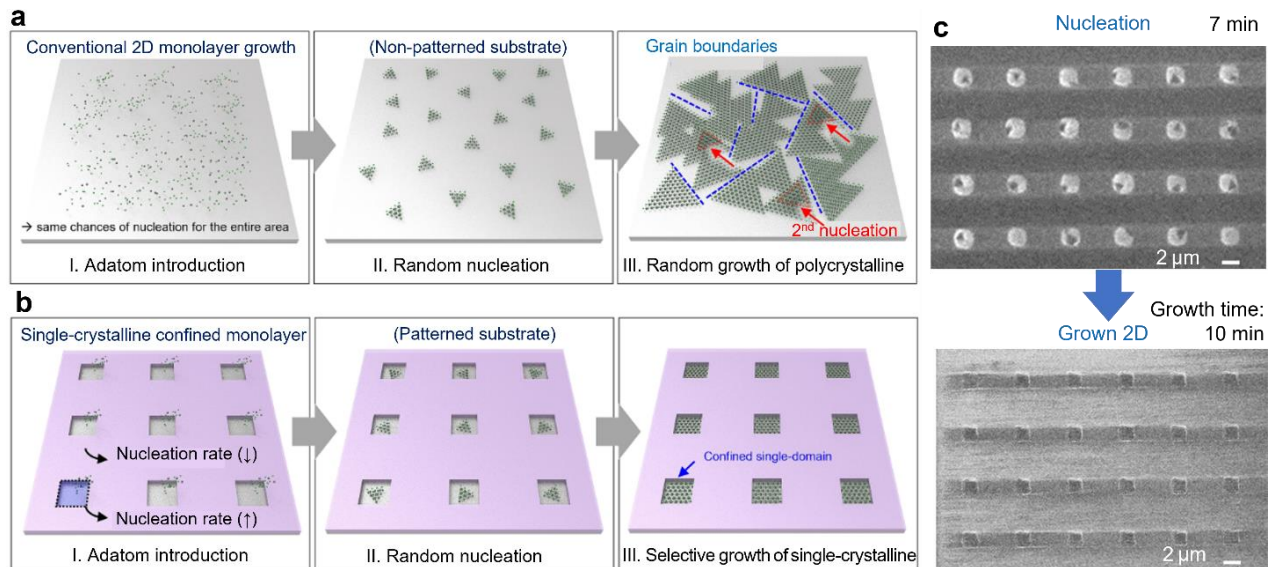 a
Conventional 2D monolayer growth
→ same chances of nucleation for the entire area
I. Adatom introduction
(Non-patterned substrate)
II. Random nucleation
Grain boundaries
2nd nucleation
III. Random growth of polycrystalline
b
Single-crystalline confined monolayer
Nucleation rate (↓)
Nucleation rate (↑)
I. Adatom introduction
(Patterned substrate)
II. Random nucleation
Confined single-domain
III. Selective growth of single-crystalline
c
Nucleation
7 min
2 µm
Growth time:
Grown 2D
10 min
2 µm